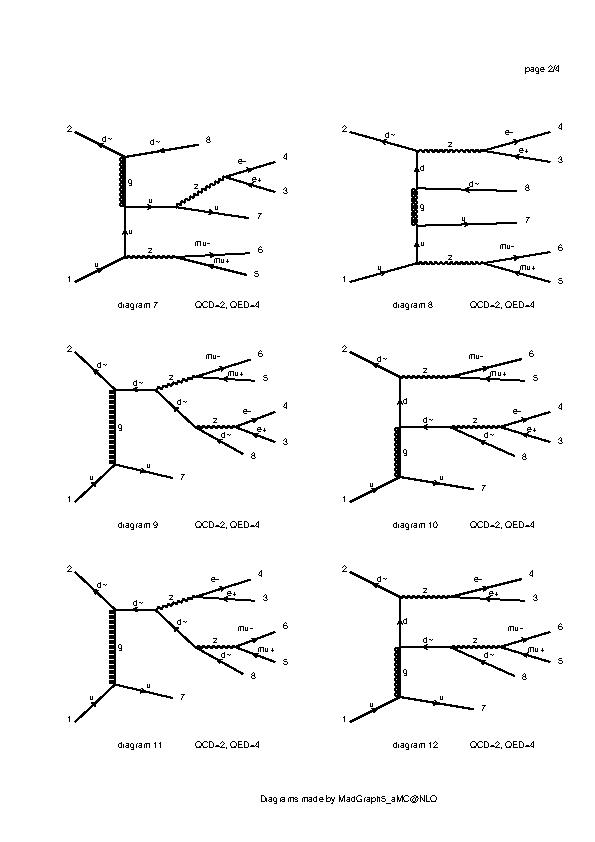 page 2/4
2 d~ d~ 8
e- 4
g z e+ 3
u u 7
u mu- 6
1 u z mu+ 5
diagram 7 QCD=2, QED=4
2 d~ z e- 4
e+ 3
d d~ 8
g u 7
u mu- 6
1 u z mu+ 5
diagram 8 QCD=2, QED=4
2 d~ mu- 6
d~ z mu+ 5
d~ e- 4
g z e+ 3
d~ 8
1 u u 7
diagram 9 QCD=2, QED=4
2 d~ z mu- 6
mu+ 5
d e- 4
d~ z e+ 3
g d~ 8
1 u u 7
diagram 10 QCD=2, QED=4
2 d~ e- 4
d~ z e+ 3
d~ mu- 6
g z mu+ 5
d~ 8
1 u u 7
diagram 11 QCD=2, QED=4
2 d~ z e- 4
e+ 3
d mu- 6
d~ z mu+ 5
g d~ 8
1 u u 7
diagram 12 QCD=2, QED=4
Diagrams made by MadGraph5_aMC@NLO